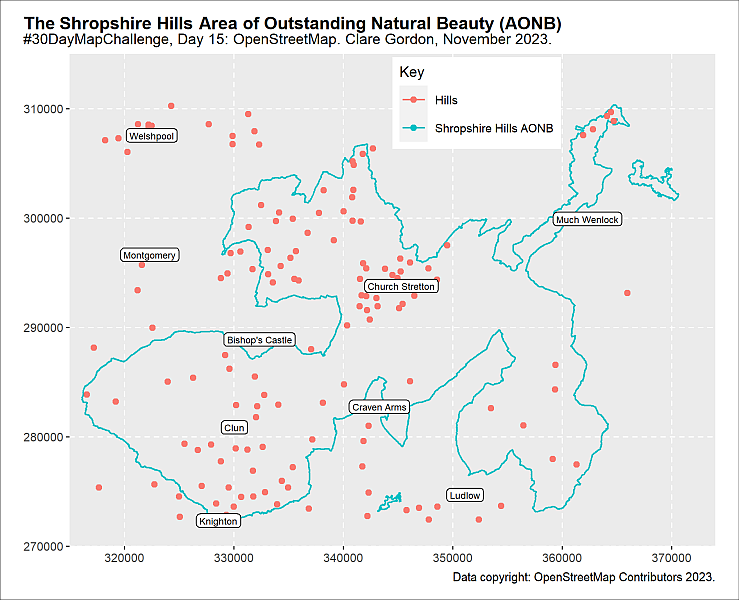 The Shropshire Hills Area of Outstanding Natural Beauty (AONB)
#30DayMapChallenge, Day 15: OpenStreetMap. Clare Gordon, November 2023.
Key
Hills
Shropshire Hills AONB
310000
300000
290000
280000
270000
Welshpool
Much Wenlock
Montgomery
Church Stretton
Bishop's Castle
Craven Arms
Clun
Ludlow
Knighton
320000
330000
340000
350000
360000
370000
Data copyright: OpenStreetMap Contributors 2023.